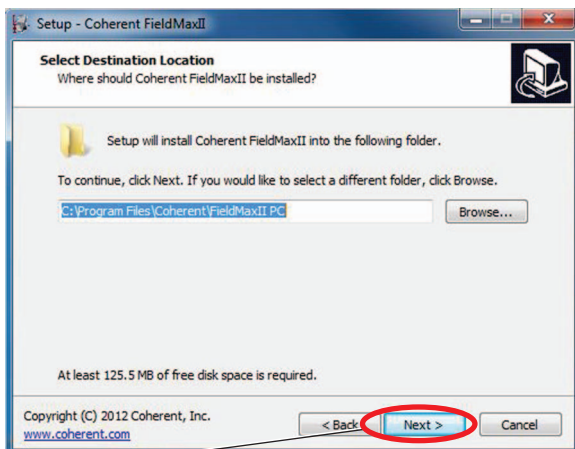 Setup - Coherent FieldMaxII
Select Destination Location
Where should Coherent FieldMaxII be installed?
Setup will install Coherent FieldMaxII into the following folder.
To continue, click Next. If you would like to select a different folder, click Browse.
C:\Program Files\Coherent\FieldMaxII PC
Browse...
At least 125.5 MB of free disk space is required.
Copyright (C) 2012 Coherent, Inc.
www.coherent.com
< Back
Next >
Cancel